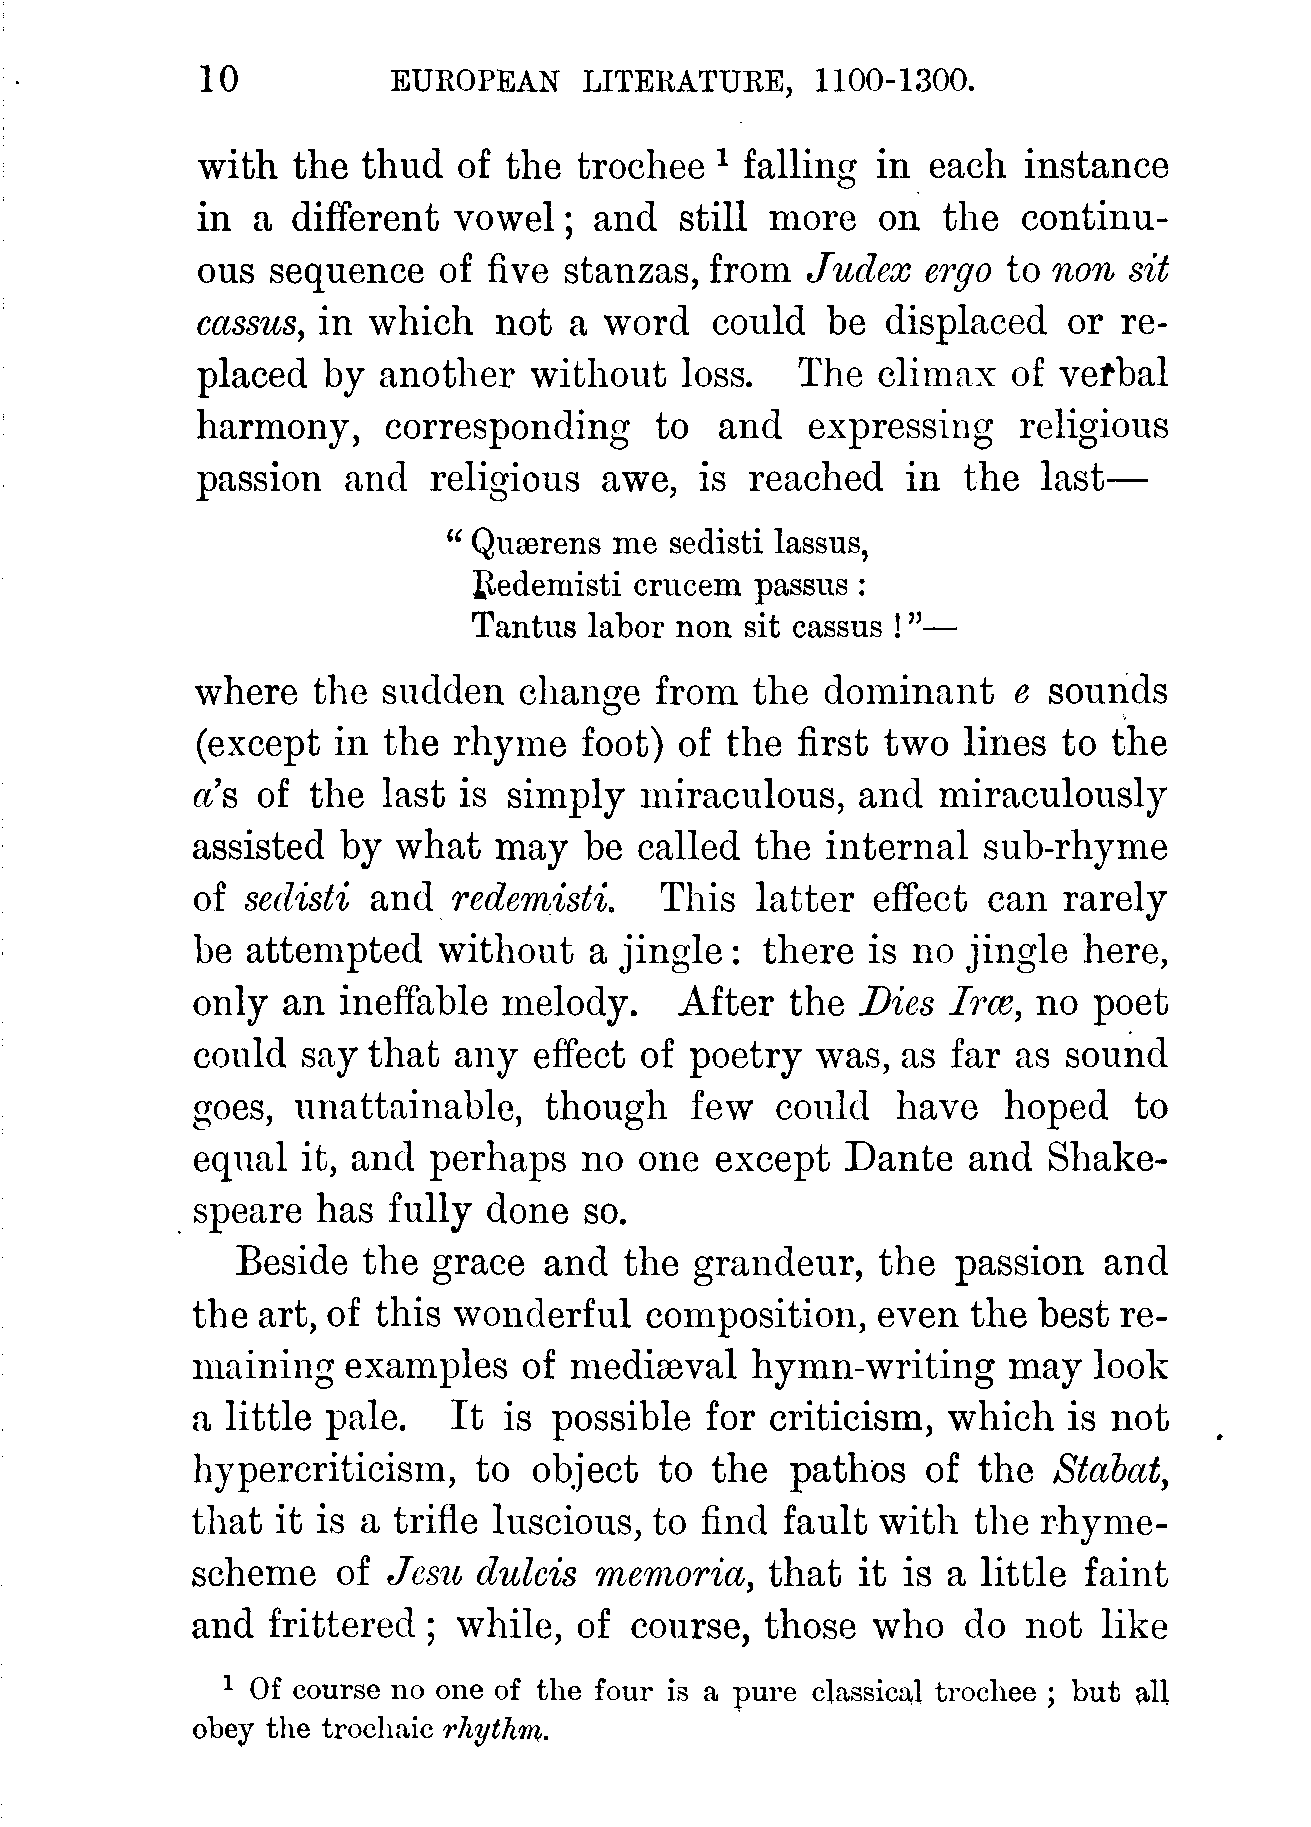 10 EUROPEAN LITERATURE, 1100-1300.
with the thud of the trochee ¹ falling in each instance
in a different vowel; and still more on the continu-
ous sequence of five stanzas, from Judex ergo to non sit
cassus, in which not a word could be displaced or re-
placed by another without loss. The climax of verbal
harmony, corresponding to and expressing religious
passion and religious awe, is reached in the last—
“Quærens me sedisti lassus,
Redemisti crucem passus:
Tantus labor non sit cassus!”—
where the sudden change from the dominant e sounds
(except in the rhyme foot) of the first two lines to the
a’s of the last is simply miraculous, and miraculously
assisted by what may be called the internal sub-rhyme
of sedisti and redemisti. This latter effect can rarely
be attempted without a jingle: there is no jingle here,
only an ineffable melody. After the Dies Iræ, no poet
could say that any effect of poetry was, as far as sound
goes, unattainable, though few could have hoped to
equal it, and perhaps no one except Dante and Shake-
speare has fully done so.
Beside the grace and the grandeur, the passion and
the art, of this wonderful composition, even the best re-
maining examples of mediæval hymn-writing may look
a little pale. It is possible for criticism, which is not
hypercriticism, to object to the pathos of the Stabat,
that it is a trifle luscious, to find fault with the rhyme-
scheme of Jesu dulcis memoria, that it is a little faint
and frittered; while, of course, those who do not like
¹ Of course no one of the four is a pure classical trochee; but all
obey the trochaic rhythm.